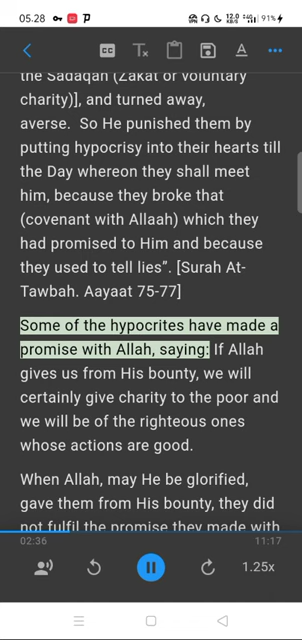 05.28
12.0 KB/S
91%
CC
the Sadaqah (Zakat or voluntary
charity)], and turned away,
averse.  So He punished them by
putting hypocrisy into their hearts till
the Day whereon they shall meet
him, because they broke that
(covenant with Allaah) which they
had promised to Him and because
they used to tell lies”. [Surah At-
Tawbah. Aayaat 75-77]
Some of the hypocrites have made a
promise with Allah, saying: If Allah
gives us from His bounty, we will
certainly give charity to the poor and
we will be of the righteous ones
whose actions are good.
When Allah, may He be glorified,
gave them from His bounty, they did
not fulfil the promise they made with
02:36
11:17
1.25x